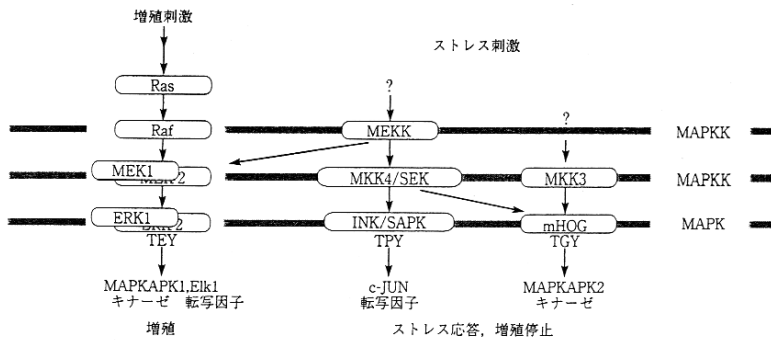 増殖刺激
ストレス刺激
Ras
?
?
Raf
MEKK
MAPKK
MEK1
MEK2
MKK4/SEK
MKK3
MAPKK
ERK1
ERK2
INK/SAPK
mHOG
MAPK
TEY
TPY
TGY
MAPKAPK1,Elk1
c-JUN
MAPKAPK2
キナーゼ 転写因子
転写因子
キナーゼ
増殖
ストレス応答，増殖停止